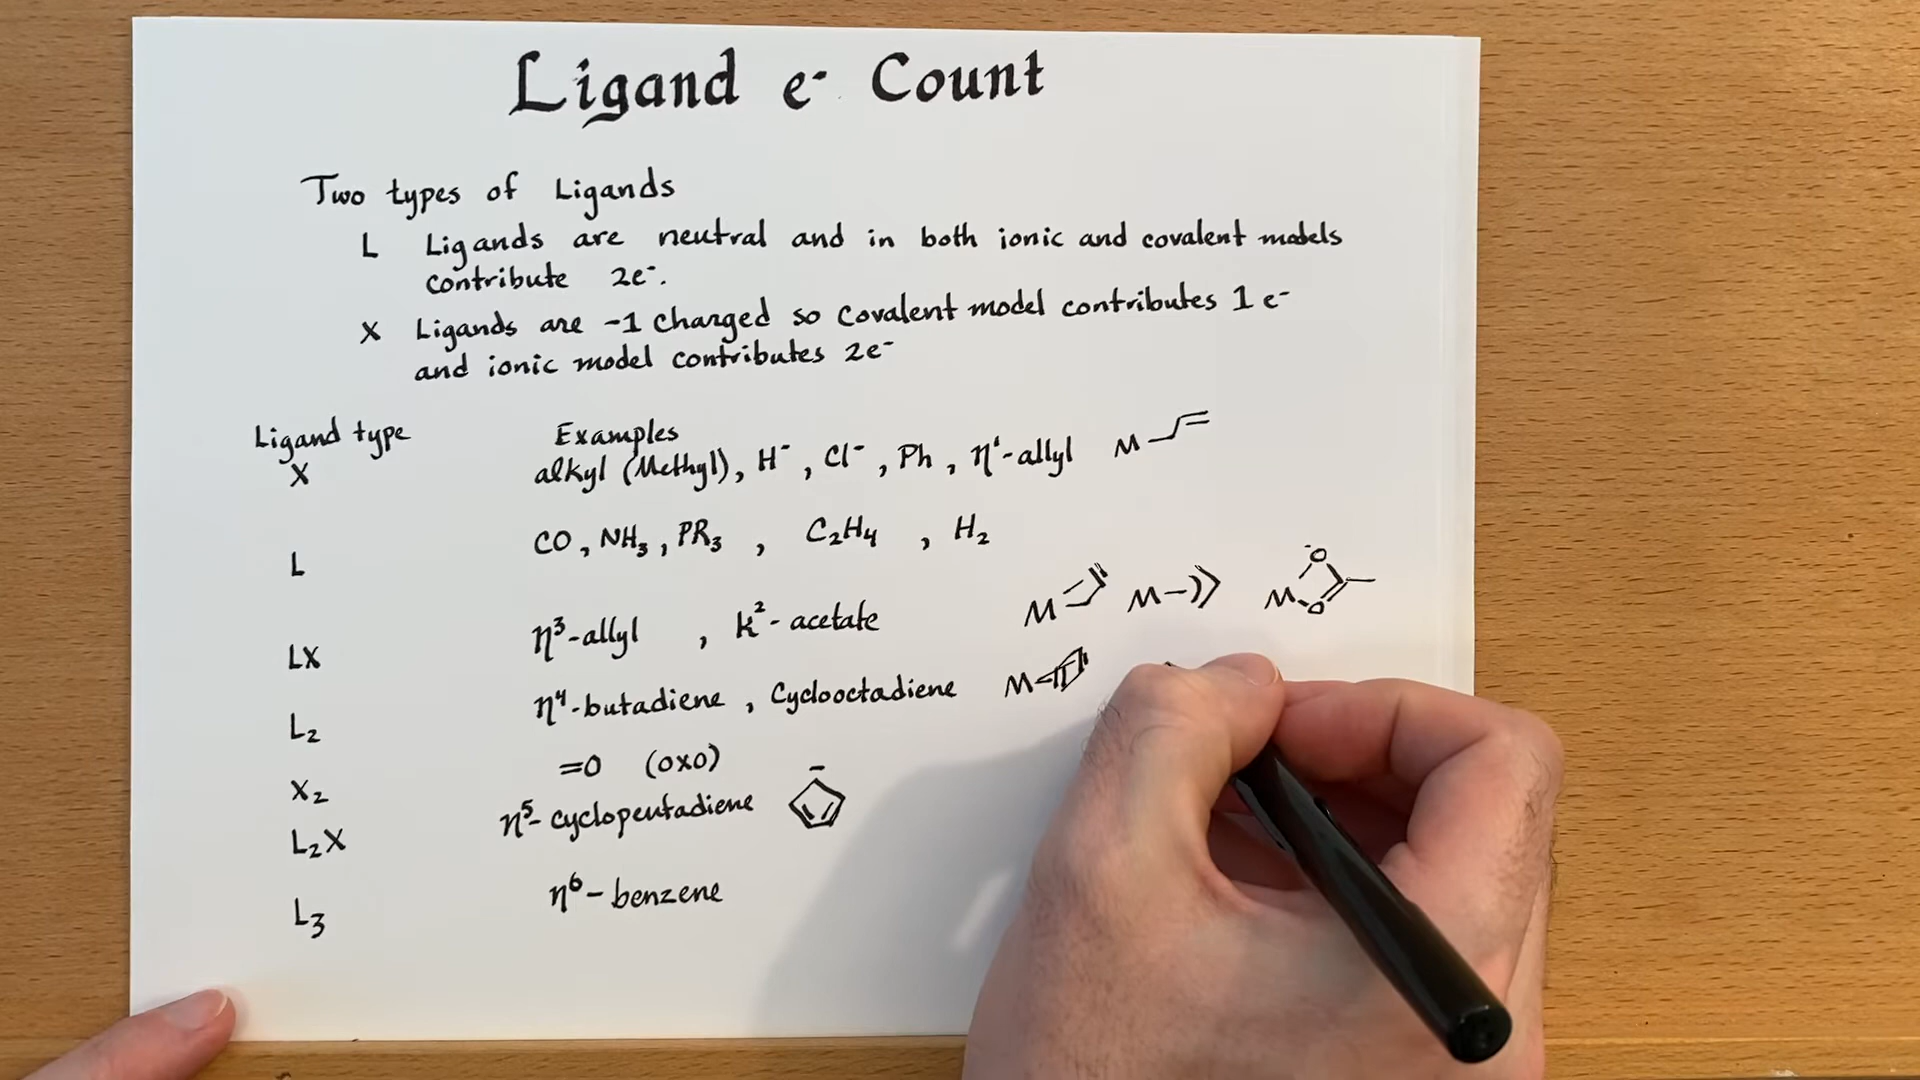 Ligand e⁻ Count
Two types of Ligands
L Ligands are neutral and in both ionic and covalent models
contribute 2e⁻.
X Ligands are -1 charged so covalent model contributes 1 e⁻
and ionic model contributes 2e⁻
Ligand type Examples
X alkyl (Methyl), H⁻, Cl⁻, Ph, η¹-allyl M
L CO, NH₃, PR₃, C₂H₄, H₂
LX η³-allyl, κ²-acetate M M M ⁻O O
L₂ η⁴-butadiene, Cyclooctadiene M
X₂ =O (oxo)
L₂X η⁵-cyclopentadiene ⁻
L₃ η⁶-benzene